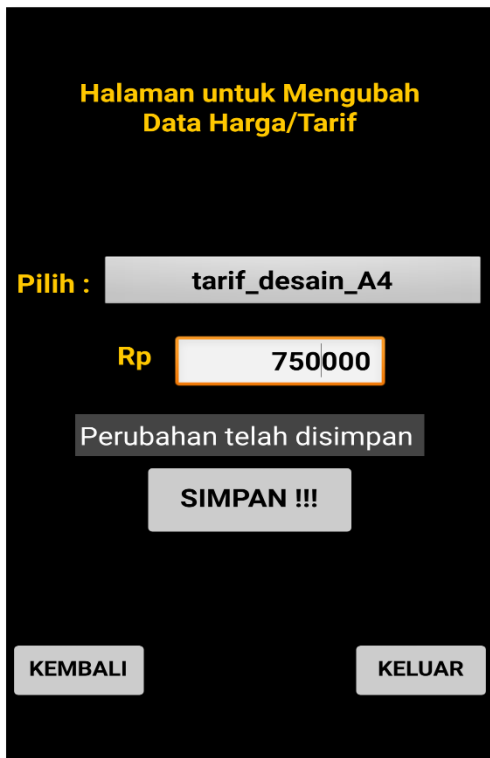 Halaman untuk Mengubah
Data Harga/Tarif
Pilih : tarif_desain_A4
Rp 750000
Perubahan telah disimpan
SIMPAN !!!
KEMBALI KELUAR